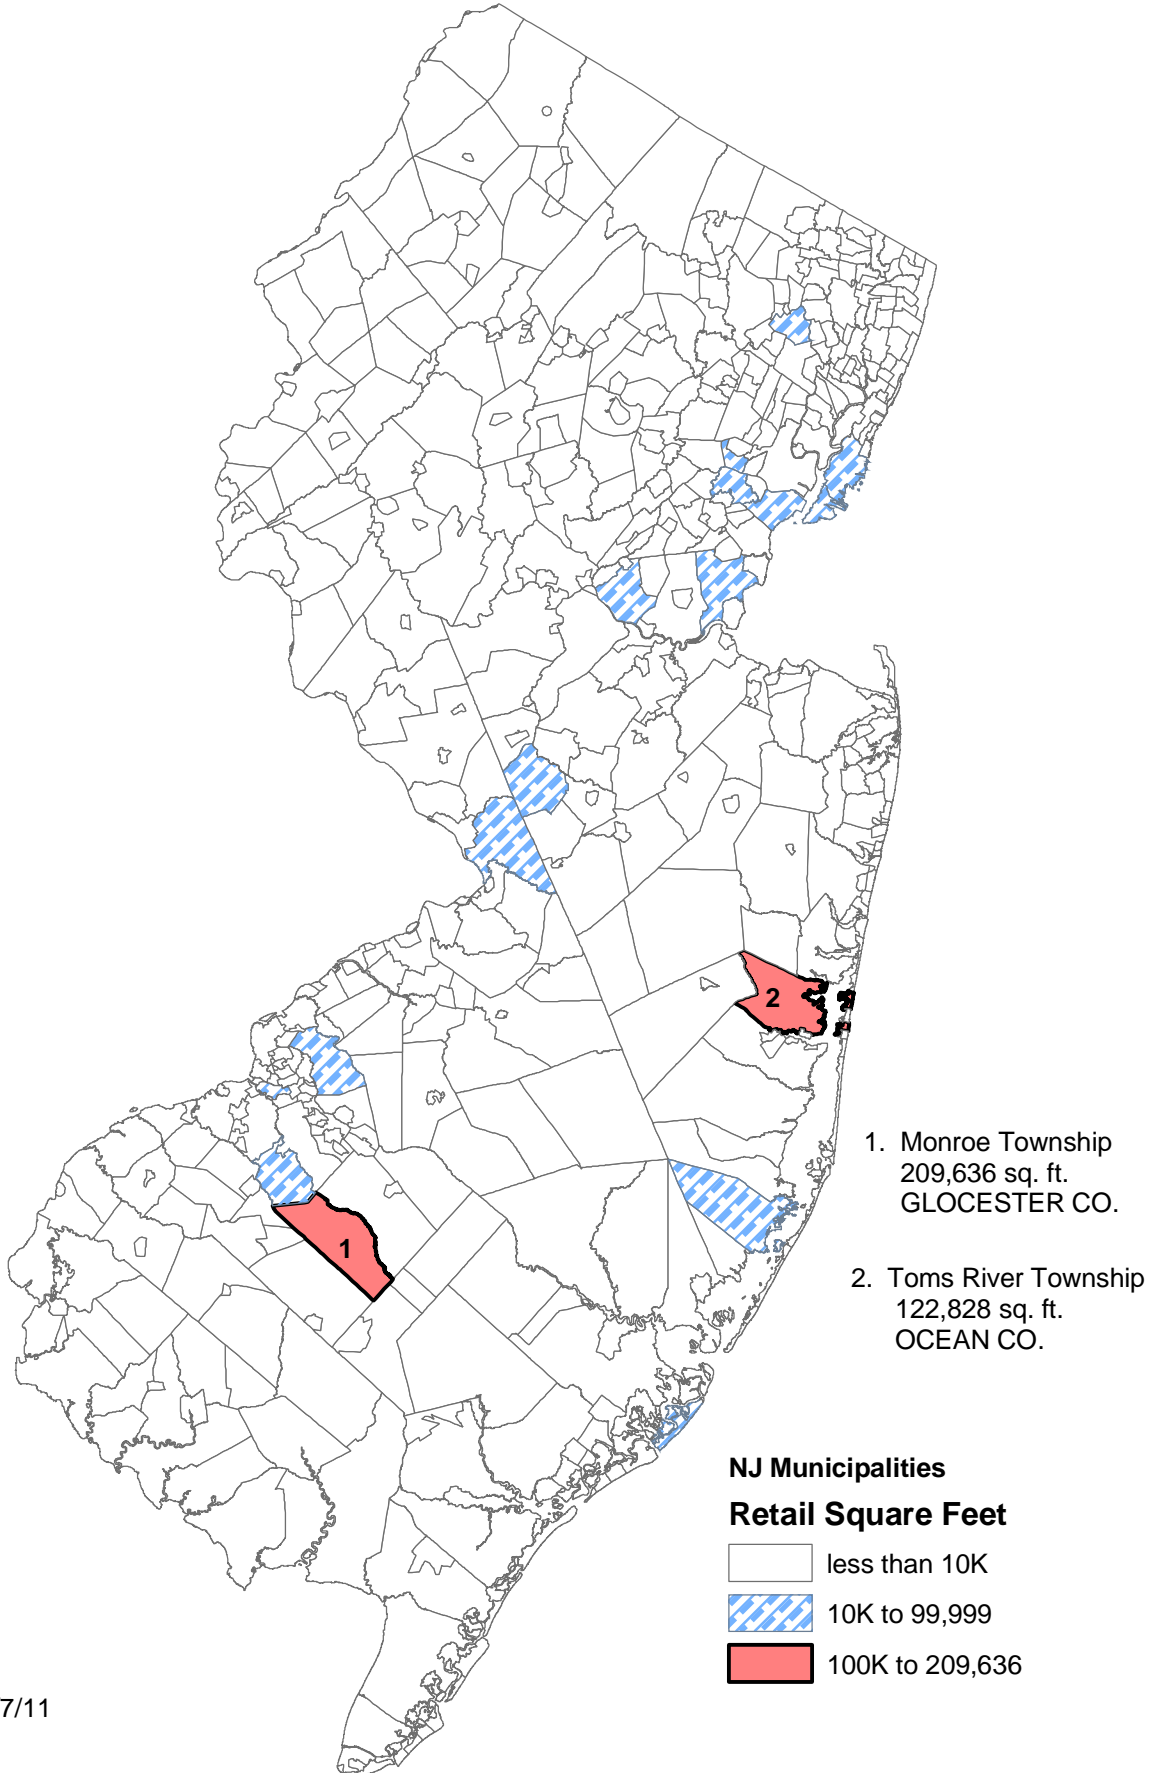 2
1
1. Monroe Township
209,636 sq. ft.
GLOCESTER CO.
2. Toms River Township
122,828 sq. ft.
OCEAN CO.
NJ Municipalities
Retail Square Feet
less than 10K
10K to 99,999
100K to 209,636
7/11